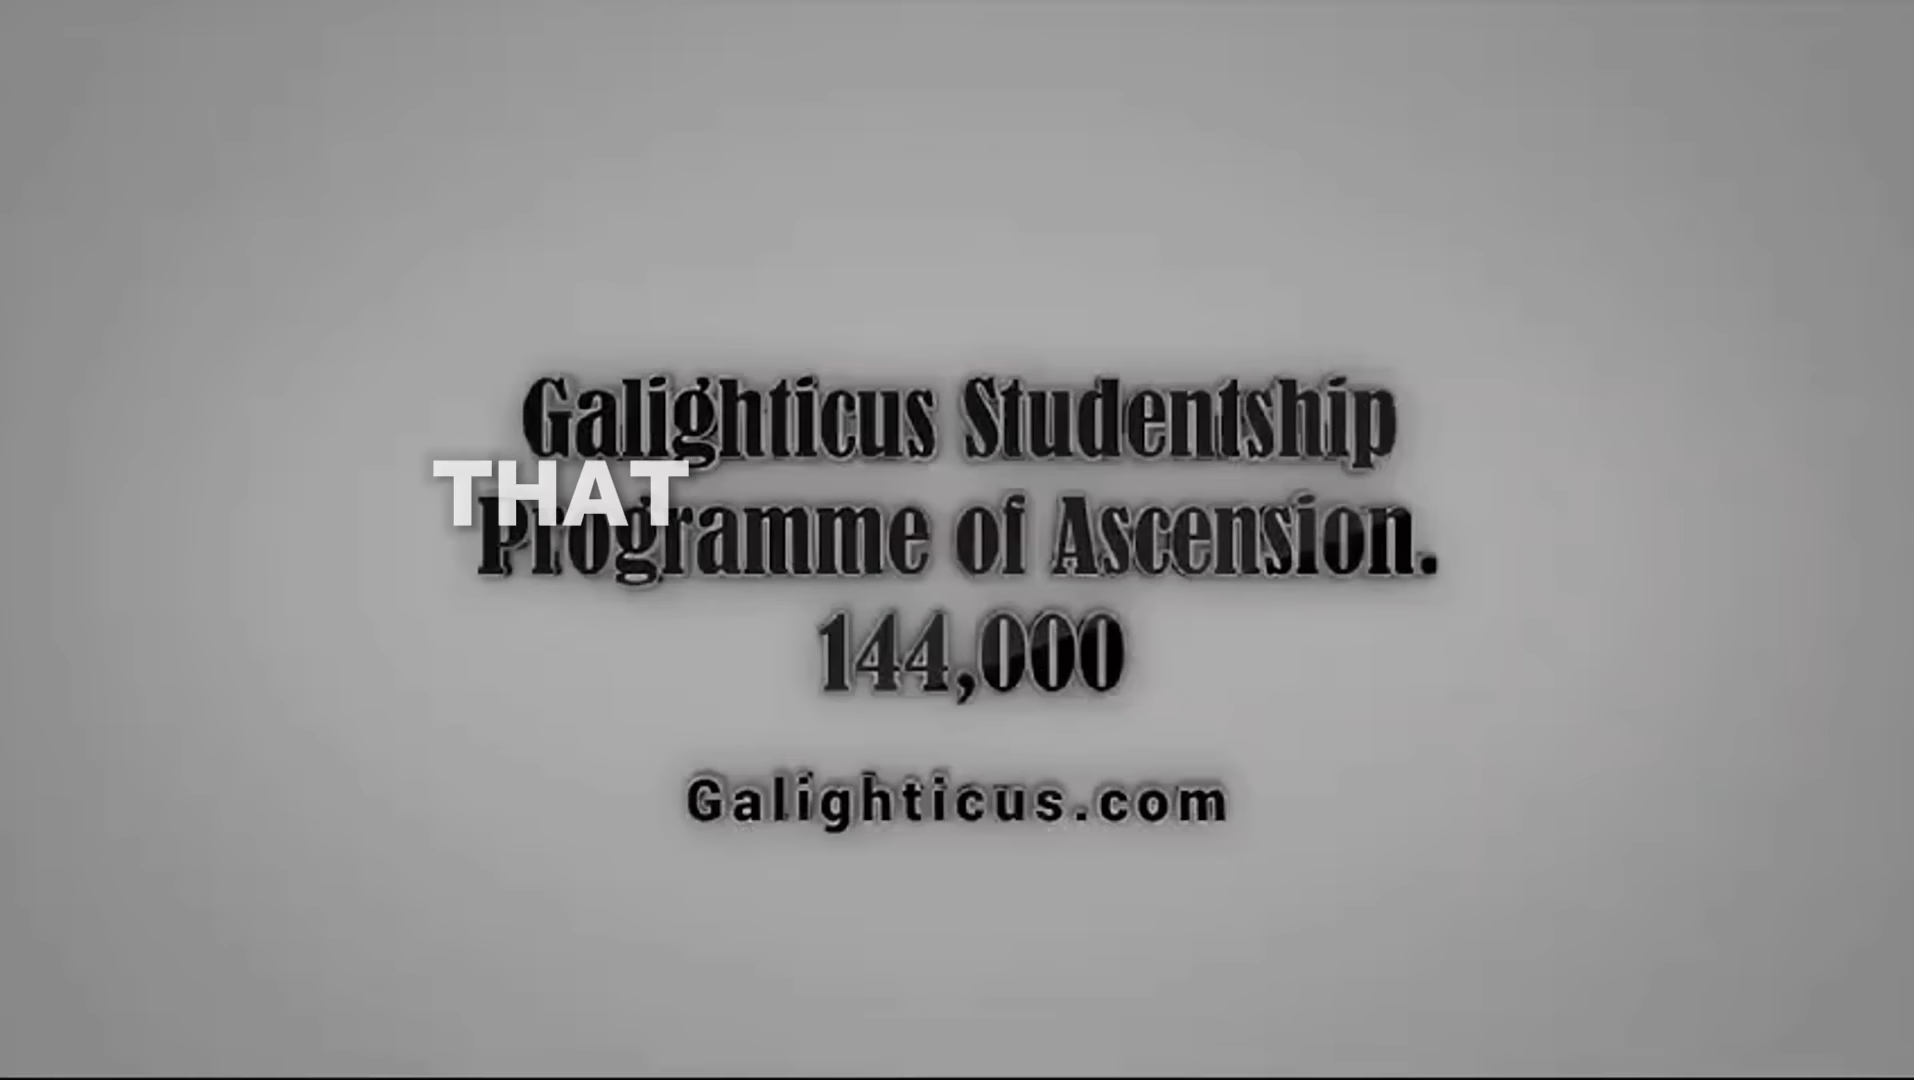 Galighticus Studentship
THAT
Programme of Ascension.
144,000
Galighticus.com